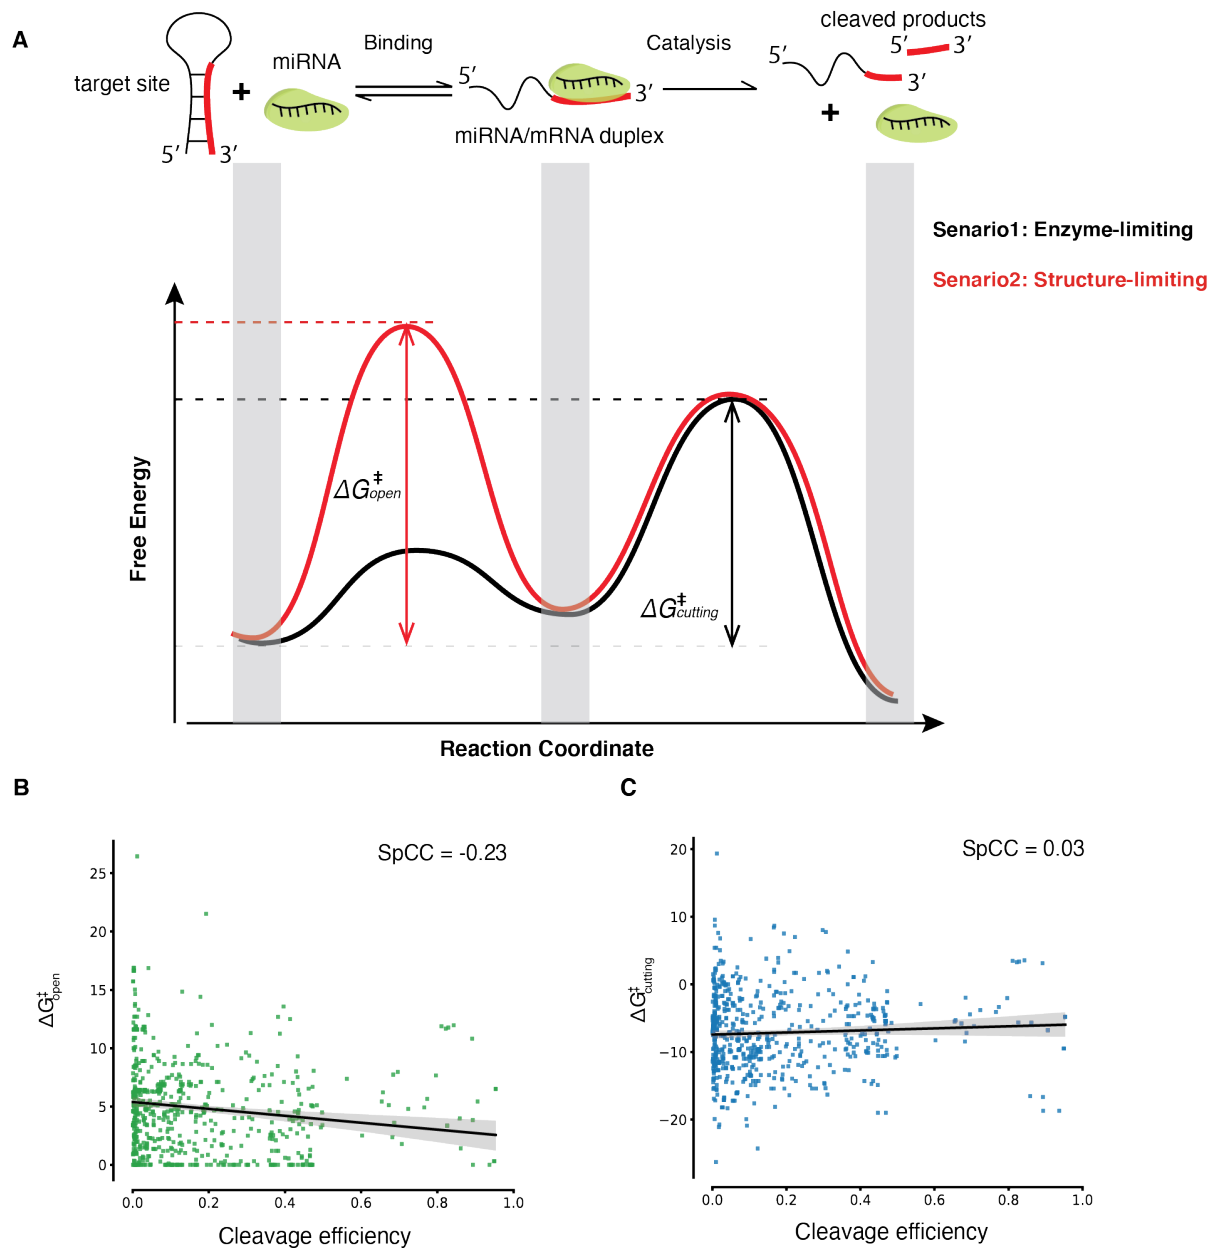 A
cleaved products
5′ 3′
miRNA
Binding
Catalysis
target site
+
5′
3′
5′
3′
+
5′ 3′
miRNA/mRNA duplex
Senario1: Enzyme-limiting
Senario2: Structure-limiting
ΔG‡open
ΔG‡cutting
Free Energy
Reaction Coordinate
B
SpCC = -0.23
25
20
15
10
5
0
ΔG‡open
0.0 0.2 0.4 0.6 0.8 1.0
Cleavage efficiency
C
SpCC = 0.03
20
10
0
−10
−20
ΔG‡cutting
0.0 0.2 0.4 0.6 0.8 1.0
Cleavage efficiency